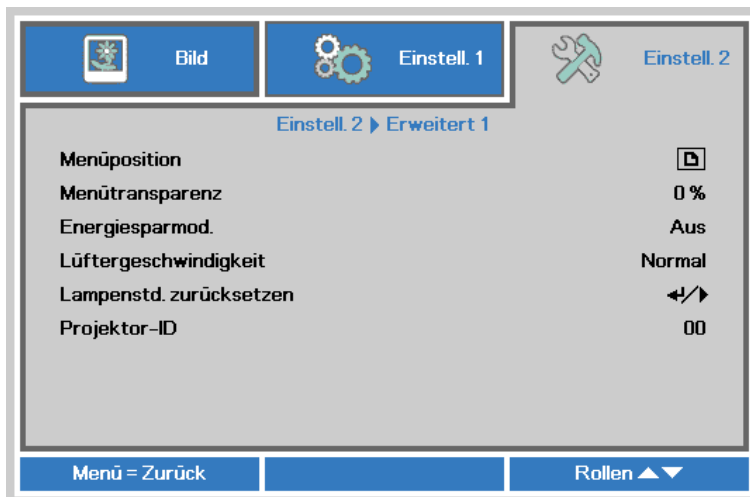 Bild
Einstell. 1
Einstell. 2
Einstell. 2 ▶ Erweitert 1
Menüposition
Menütransparenz 0 %
Energiesparmod. Aus
Lüftergeschwindigkeit Normal
Lampenstd. zurücksetzen ↵/▶
Projektor-ID 00
Menü = Zurück
Rollen ▲▼